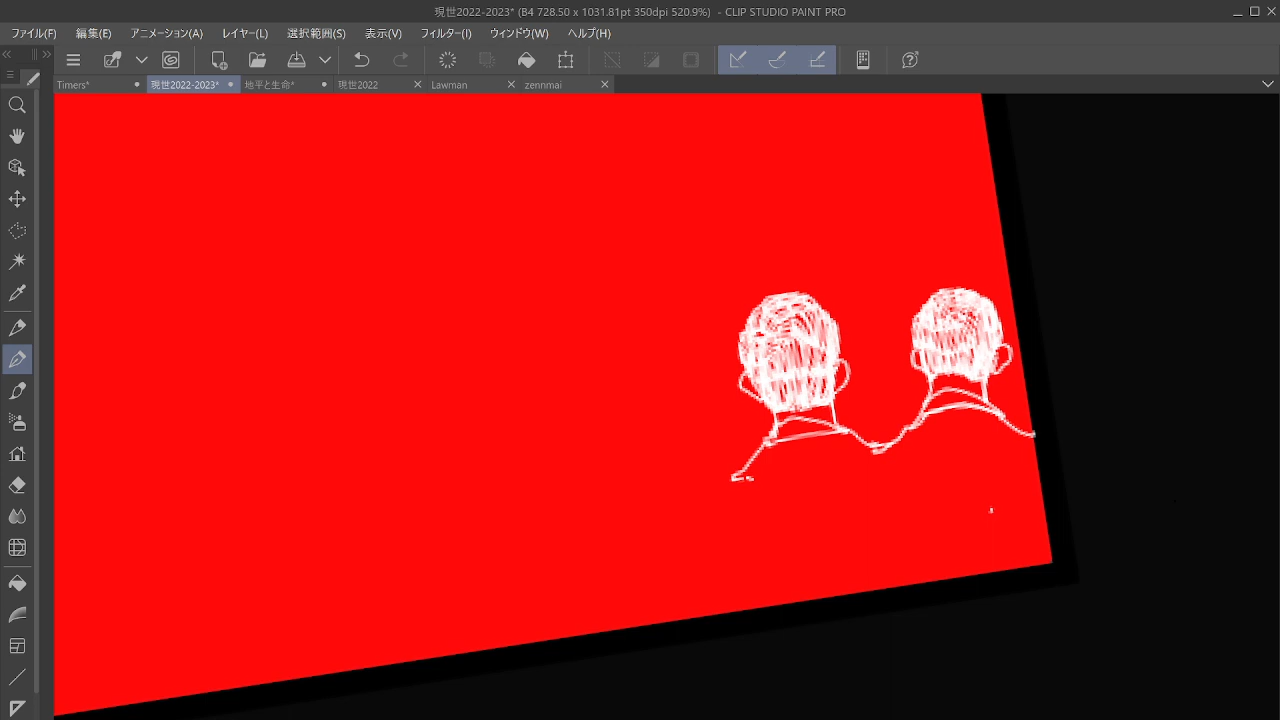 現世2022-2023* (B4 728.50 x 1031.81pt 350dpi 520.9%) - CLIP STUDIO PAINT PRO
ファイル(F) 編集(E) アニメーション(A) レイヤー(L) 選択範囲(S) 表示(V) フィルター(I) ウィンドウ(W) ヘルプ(H)
Timers* 現世2022-2023* 地平と生命* 現世2022 Lawman zennmai